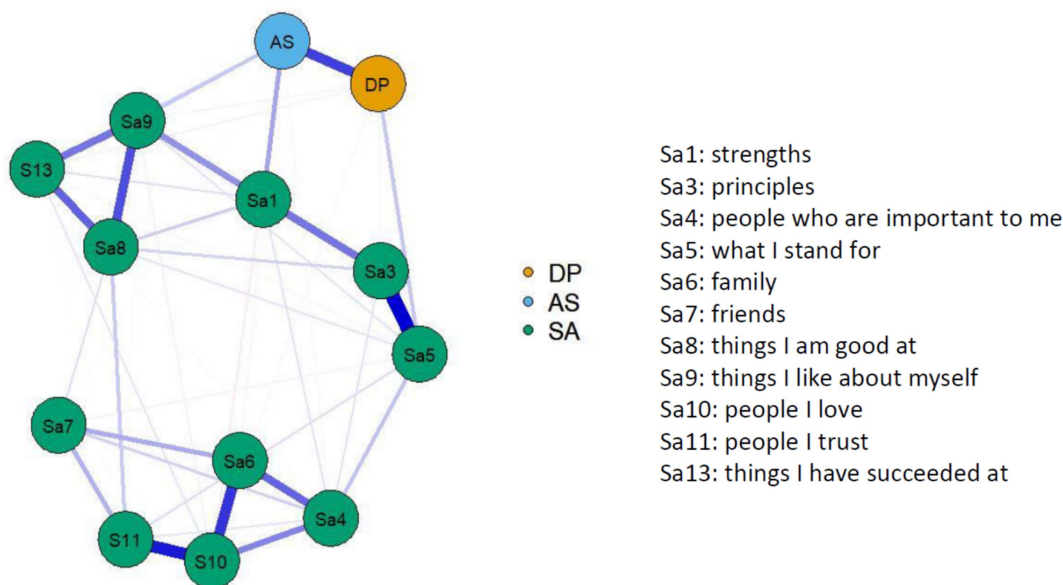 AS
DP
Sa9
S13
Sa1
Sa8
Sa3
Sa5
Sa7
Sa6
Sa4
S11
S10
DP
AS
SA
Sa1: strengths
Sa3: principles
Sa4: people who are important to me
Sa5: what I stand for
Sa6: family
Sa7: friends
Sa8: things I am good at
Sa9: things I like about myself
Sa10: people I love
Sa11: people I trust
Sa13: things I have succeeded at